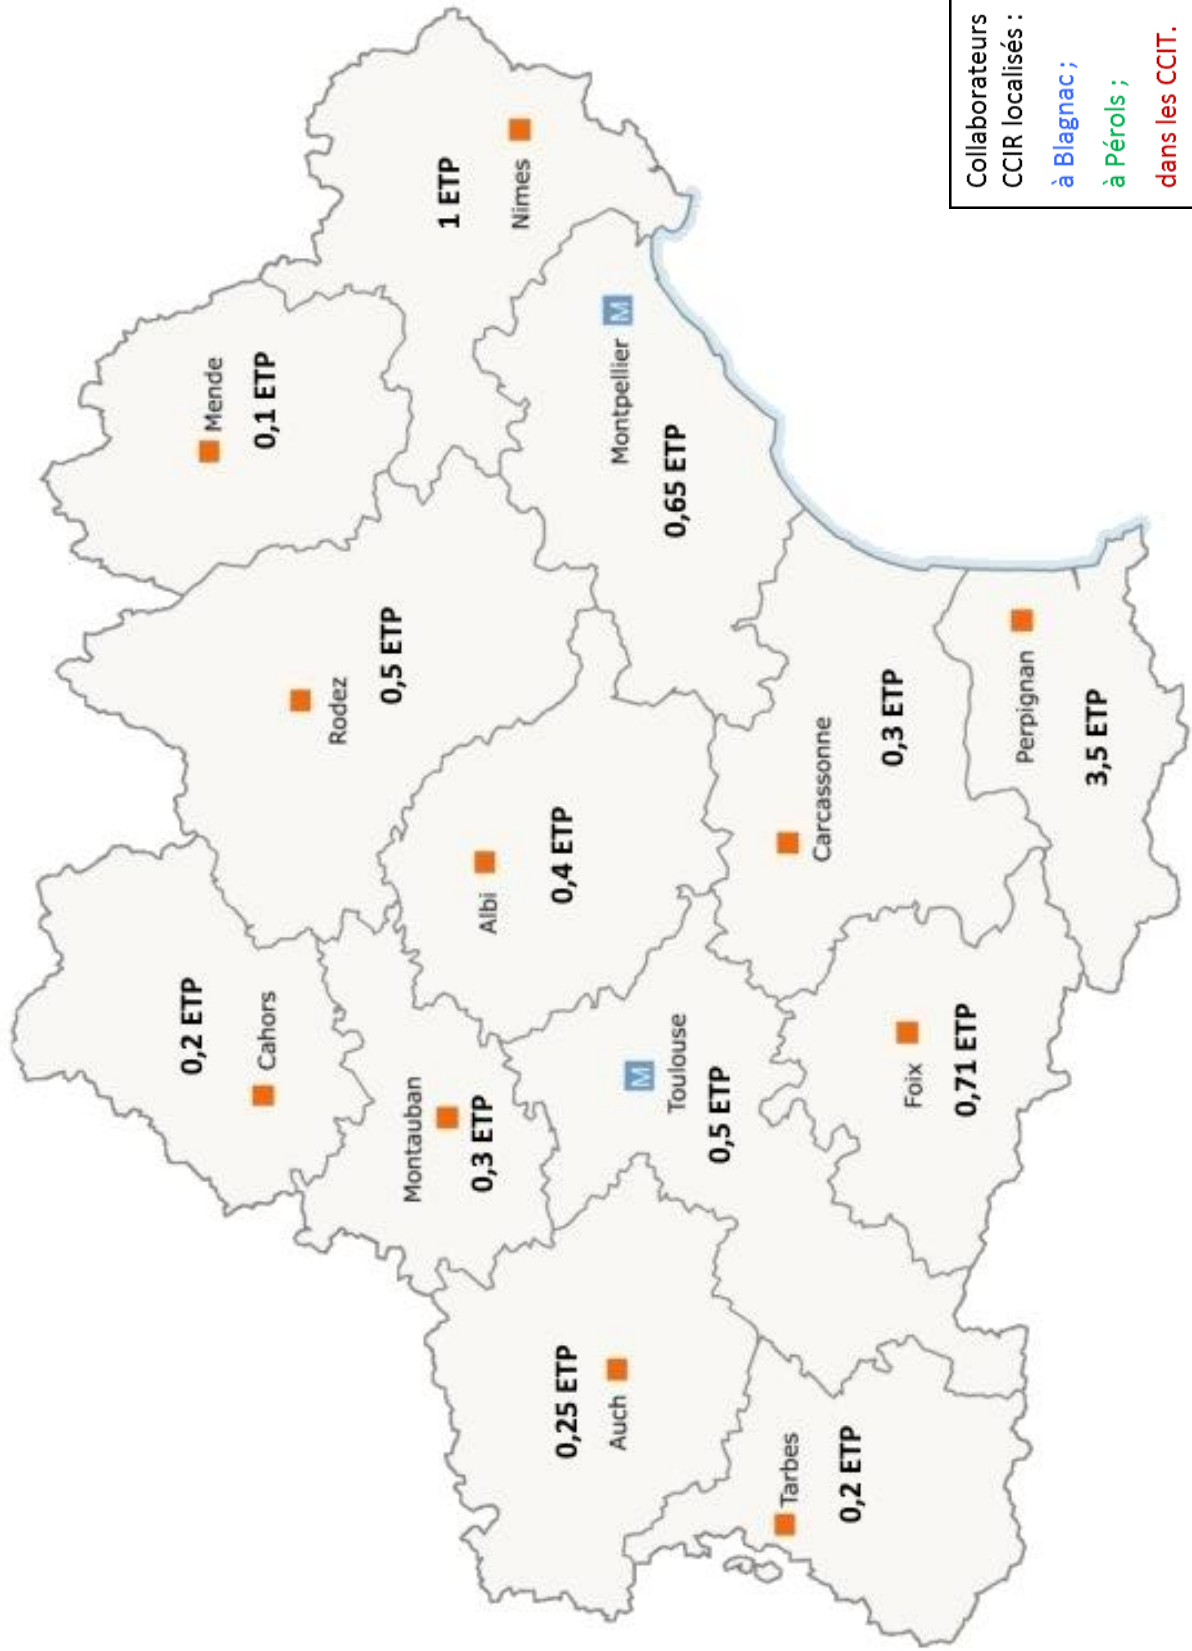 Cahors
0,2 ETP
Mende
0,1 ETP
Rodez
0,5 ETP
Montauban
0,3 ETP
Albi
0,4 ETP
1 ETP
Nimes
Auch
0,25 ETP
M
Toulouse
0,5 ETP
M
Montpellier
0,65 ETP
Tarbes
0,2 ETP
Foix
0,71 ETP
Carcassonne
0,3 ETP
Perpignan
3,5 ETP
Collaborateurs
CCIR localisés :
à Blagnac ;
à Pérols ;
dans les CCIT.